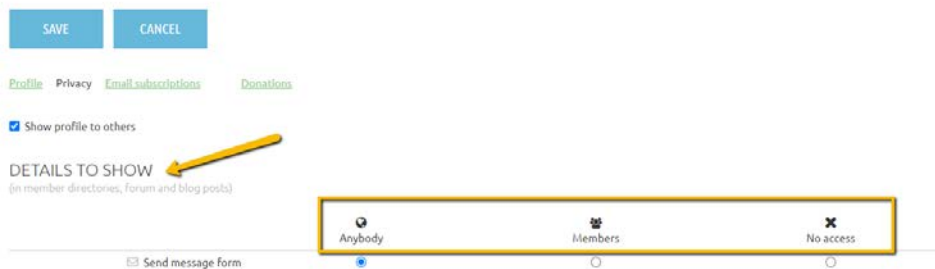 SAVE CANCEL
Profile Privacy Email subscriptions Donations
Show profile to others
DETAILS TO SHOW
(in member directories, forum and blog posts)
Anybody Members No access
Send message form